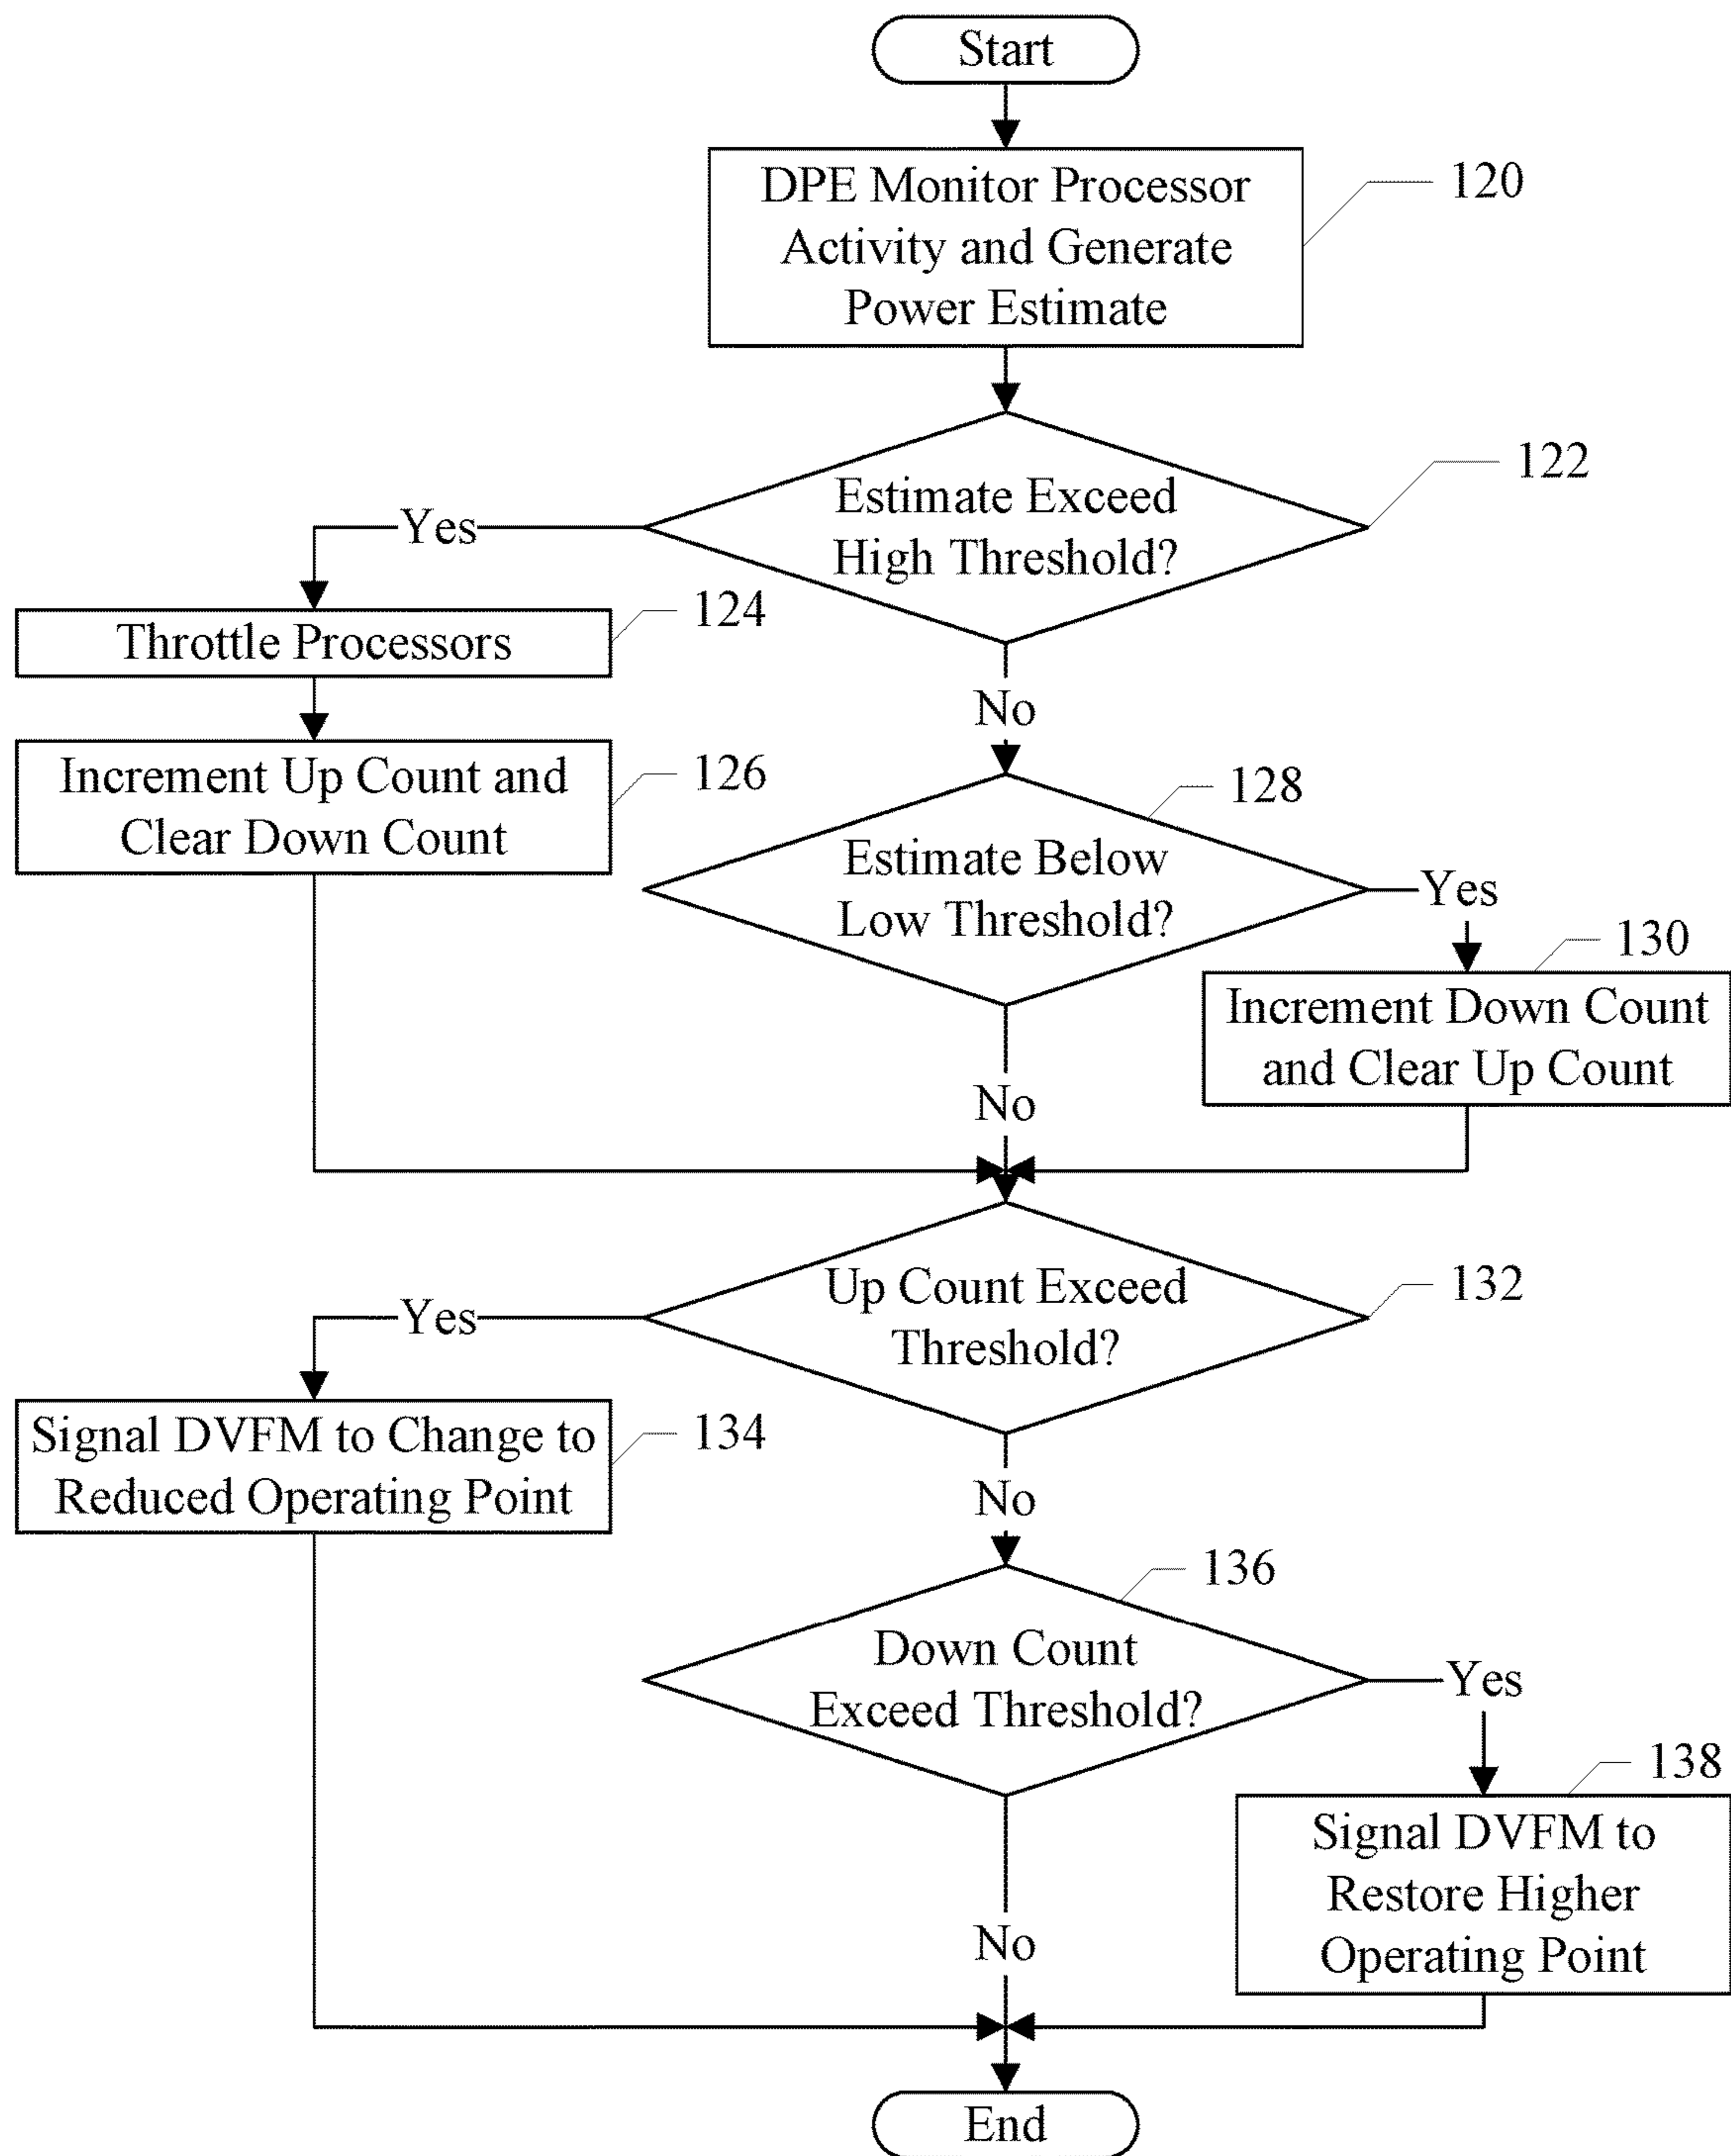 Start
DPE Monitor Processor
Activity and Generate
Power Estimate
120
Estimate Exceed
High Threshold?
122
Yes
Throttle Processors
124
No
Increment Up Count and
Clear Down Count
126
Estimate Below
Low Threshold?
128
Yes
130
Increment Down Count
and Clear Up Count
No
Up Count Exceed
Threshold?
132
Yes
Signal DVFM to Change to
Reduced Operating Point
134
No
Down Count
Exceed Threshold?
136
Yes
138
Signal DVFM to
Restore Higher
Operating Point
No
End